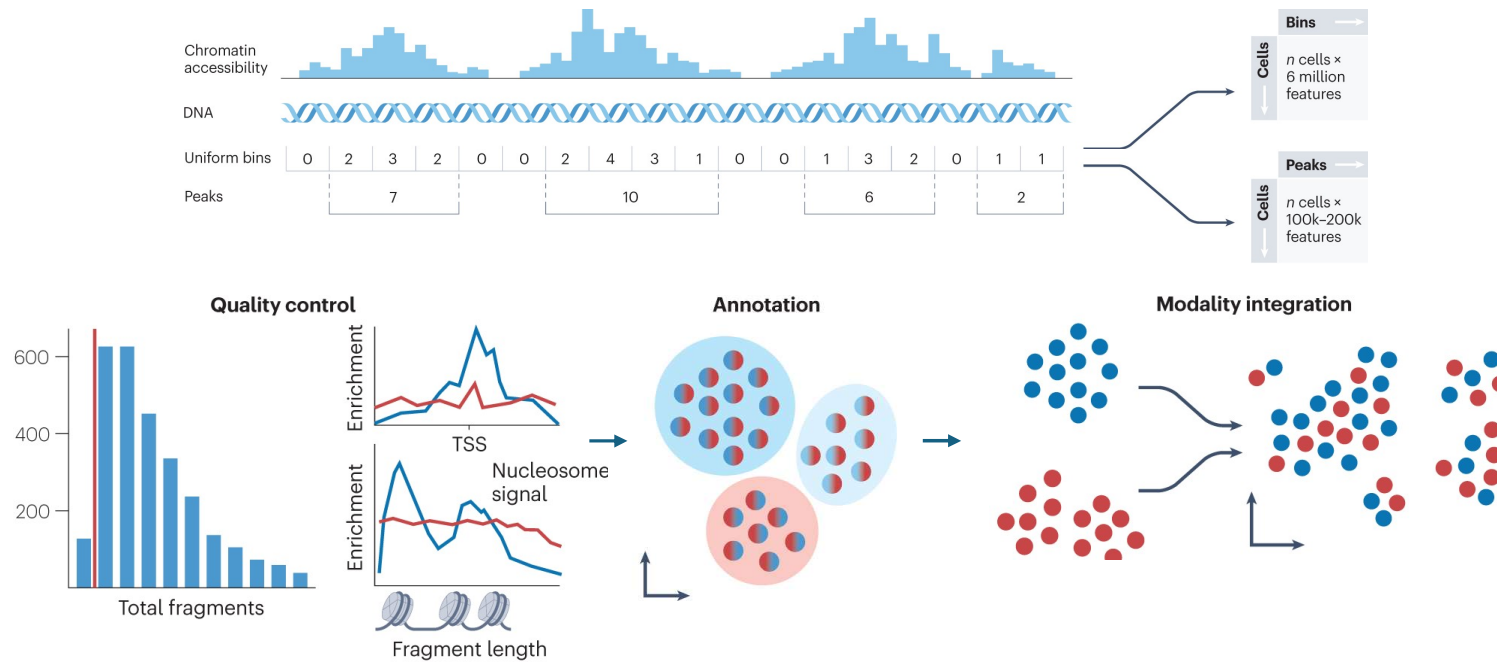 Chromatin
accessibility
DNA
Uniform bins 0 2 3 2 0 0 2 4 3 1 0 0 1 3 2 0 1 1
Peaks 7 10 6 2
Bins
Cells
n cells ×
6 million
features
Peaks
Cells
n cells ×
100k–200k
features
Quality control
600
400
200
Total fragments
Enrichment
TSS
Enrichment
Nucleosome
signal
Fragment length
Annotation
Modality integration